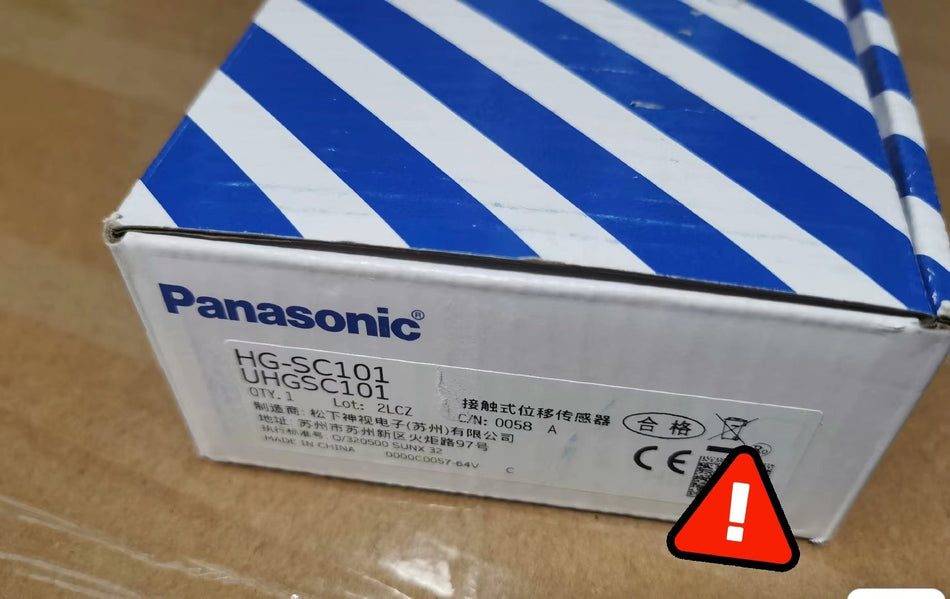 Panasonic®
HG-SC101
UHGSC101
QTY.1 Lot: 2LCZ
接触式位移传感器
C/N: 0058 A
制造商: 松下神视电子(苏州)有限公司
地址 苏州市苏州新区火炬路97号
执行标准号 Q/320500 SUNX 32
MADE IN CHINA 0000C0057-64V C
合格
CE
!